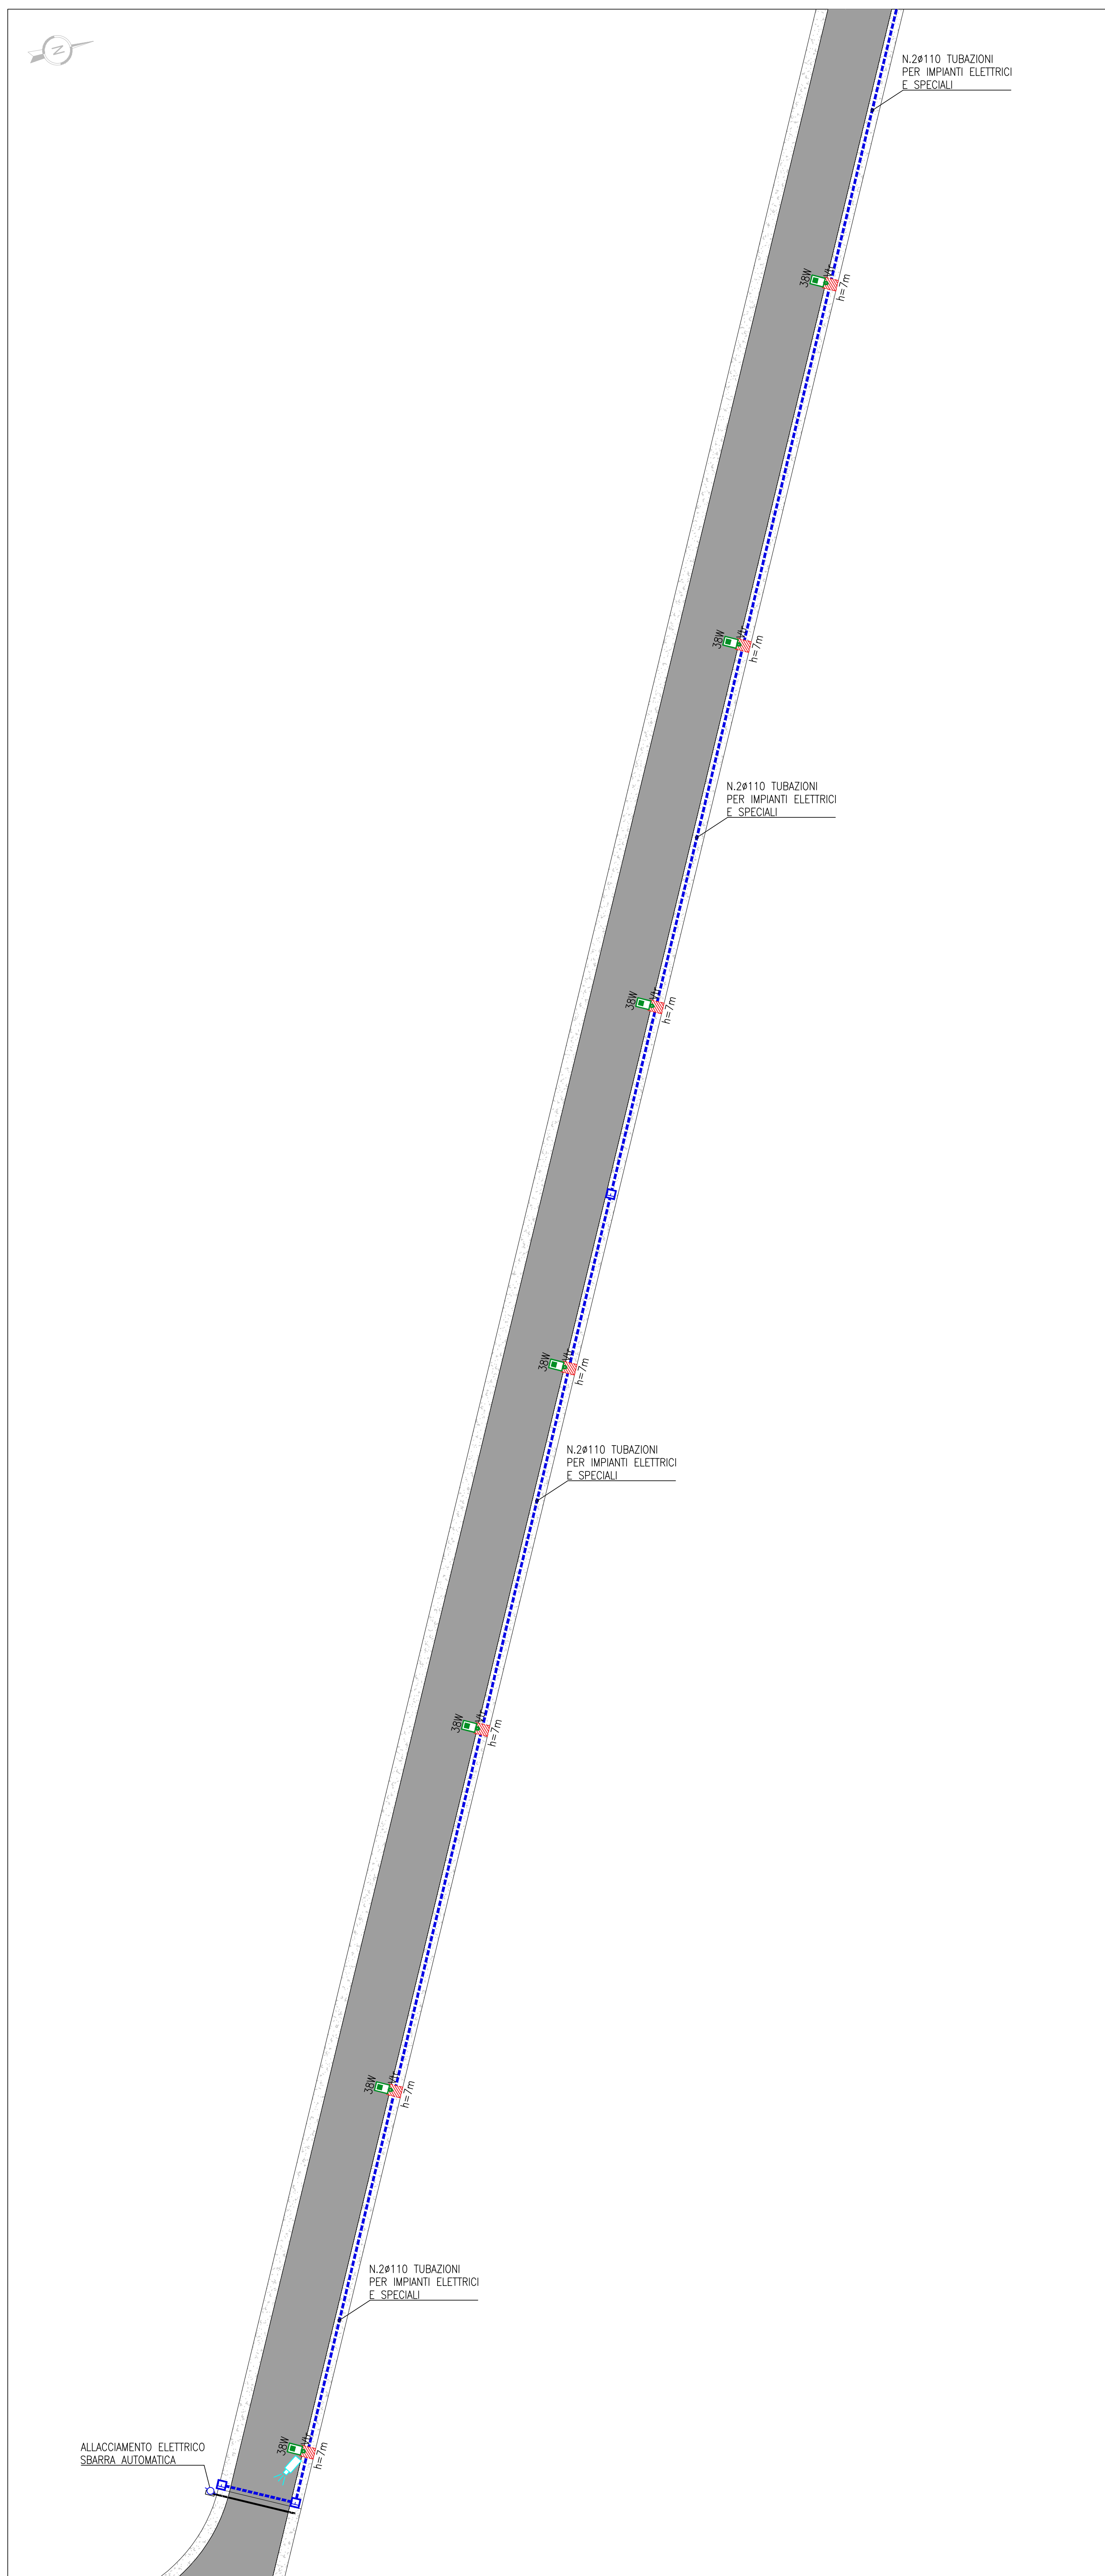 N
N.2ø110 TUBAZIONI
PER IMPIANTI ELETTRICI
E SPECIALI
38W
h=7m
38W
h=7m
N.2ø110 TUBAZIONI
PER IMPIANTI ELETTRICI
E SPECIALI
38W
h=7m
38W
h=7m
N.2ø110 TUBAZIONI
PER IMPIANTI ELETTRICI
E SPECIALI
38W
h=7m
38W
h=7m
N.2ø110 TUBAZIONI
PER IMPIANTI ELETTRICI
E SPECIALI
38W
h=7m
ALLACCIAMENTO ELETTRICO
SBARRA AUTOMATICA